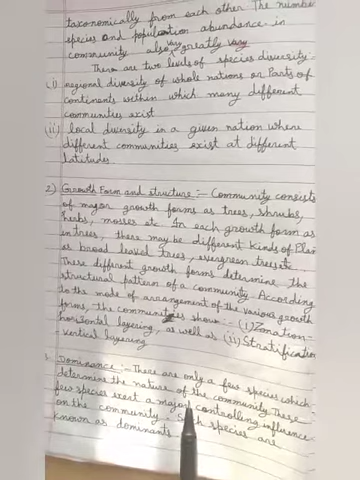 taxonomically from each other. The number
species and population abundance in
community also very greatly vary
There are two levels of species diversity:-
i) regional diversity of whole nations or Parts of
continents within which many different
communities exist
(ii) local diversity in a given nation where
different communities exist at different
latitudes
2) Growth Form and structure :- Community consists
of major growth forms as trees, shrubs,
herbs, mosses etc. In each growth form as
in trees, there may be different kinds of Plan
as broad leaved trees, evergreen trees etc
These different growth forms determine the
structural pattern of a community. According
to the mode of arrangement of the various growth
forms, the communities show :- (i) Zonation-
horizontal layering, as well as (ii) Stratification
vertical layering
3. Dominance :- There are only a few species which
determine the nature of the community. These
few species exert a major controlling influence
on the community. Such species are
known as dominants